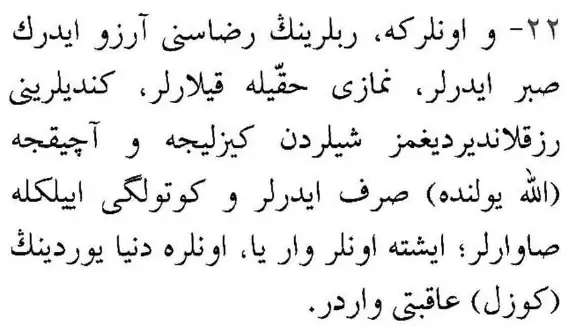 ٢٢- و اونلركه، ربلرينڭ رضاسنى آرزو ايدرك
صبر ايدرلر، نمازى حقّيله قيلارلر، كنديلرينى
رزقلانديرديغمز شيلردن كيزليجه و آچيقجه
(الله يولنده) صرف ايدرلر و كوتولگى اييلكله
صاوارلر؛ ايشته اونلر وار يا، اونلره دنيا يوردينڭ
(كوزل) عاقبتى واردر.